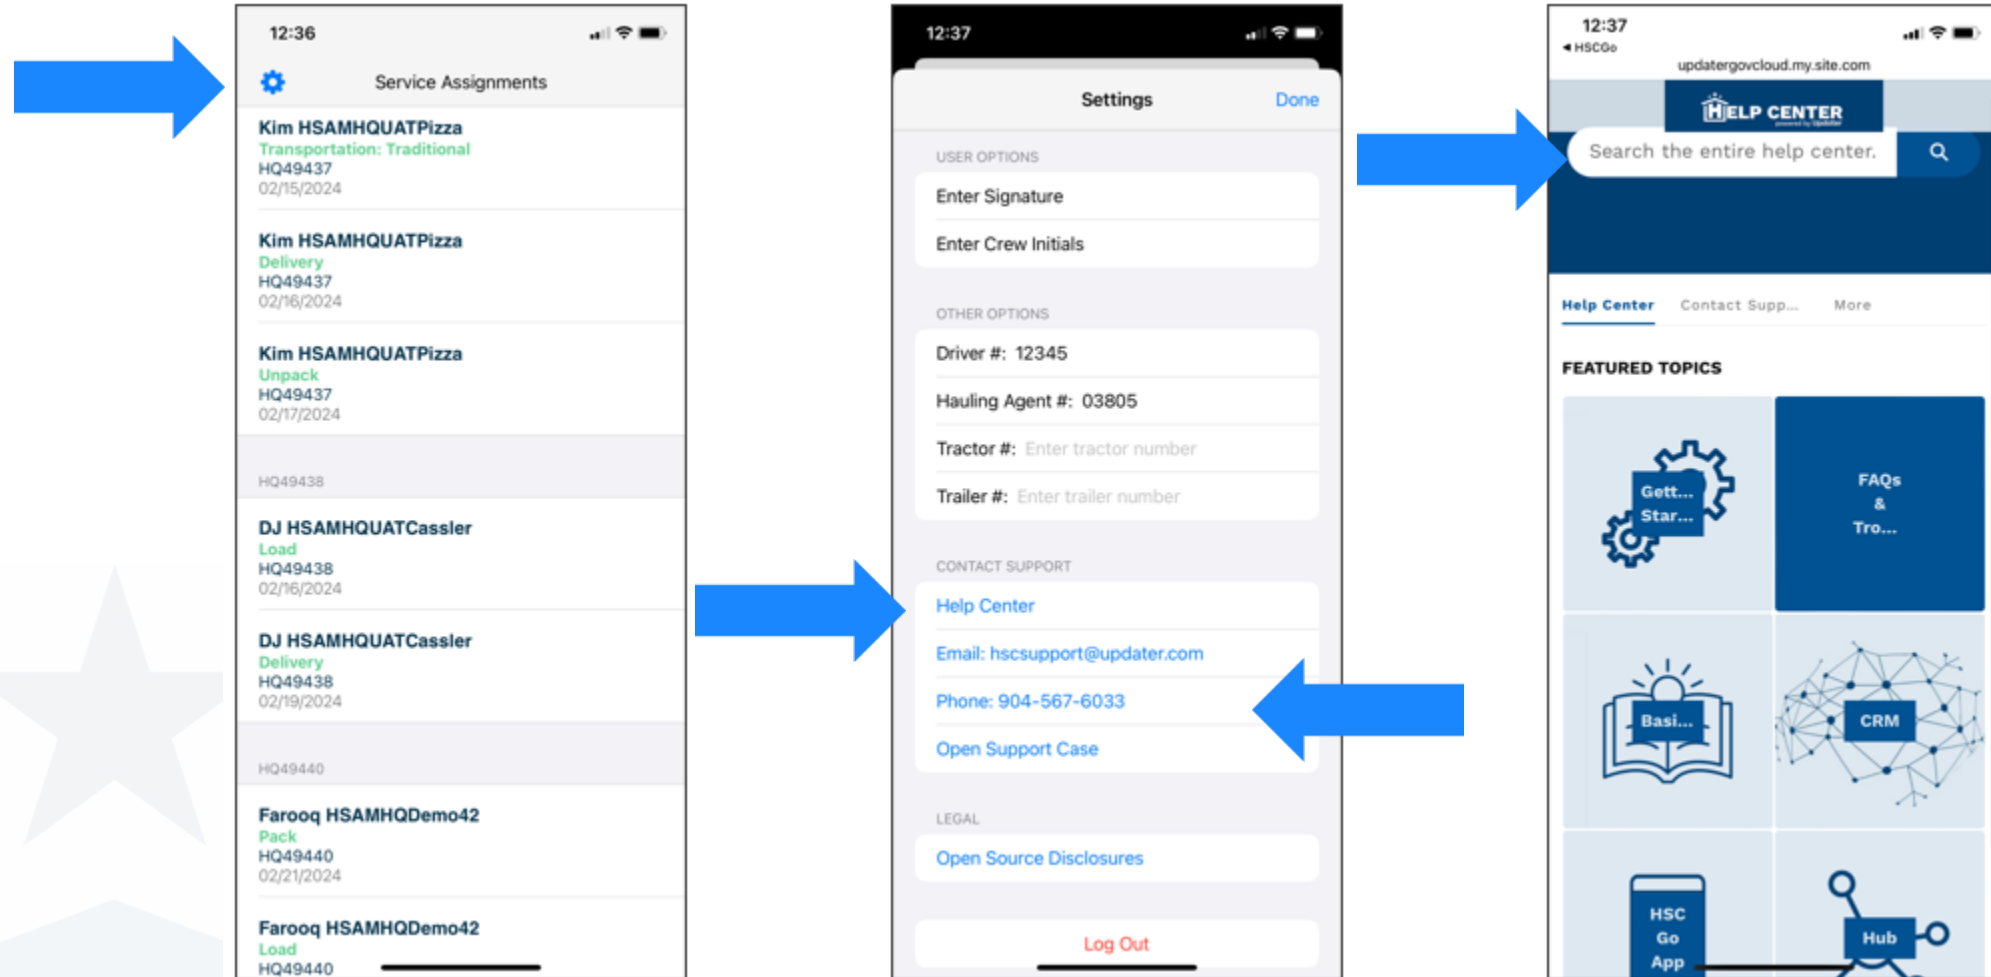 12:36
Service Assignments
Kim HSAMHQUATPizza
Transportation: Traditional
HQ49437
02/15/2024
Kim HSAMHQUATPizza
Delivery
HQ49437
02/16/2024
Kim HSAMHQUATPizza
Unpack
HQ49437
02/17/2024
HQ49438
DJ HSAMHQUATCassler
Load
HQ49438
02/16/2024
DJ HSAMHQUATCassler
Delivery
HQ49438
02/19/2024
HQ49440
Farooq HSAMHQDemo42
Pack
HQ49440
02/21/2024
Farooq HSAMHQDemo42
Load
HQ49440
12:37
Settings
Done
USER OPTIONS
Enter Signature
Enter Crew Initials
OTHER OPTIONS
Driver #: 12345
Hauling Agent #: 03805
Tractor #: Enter tractor number
Trailer #: Enter trailer number
CONTACT SUPPORT
Help Center
Email: hscsupport@updater.com
Phone: 904-567-6033
Open Support Case
LEGAL
Open Source Disclosures
Log Out
12:37
HSCGo
updatergovcloud.my.site.com
HELP CENTER
powered by Updater
Search the entire help center.
Help Center
Contact Supp...
More
FEATURED TOPICS
Gett...
Star...
FAQs
&
Tro...
Basi...
CRM
HSC
Go
App
Hub